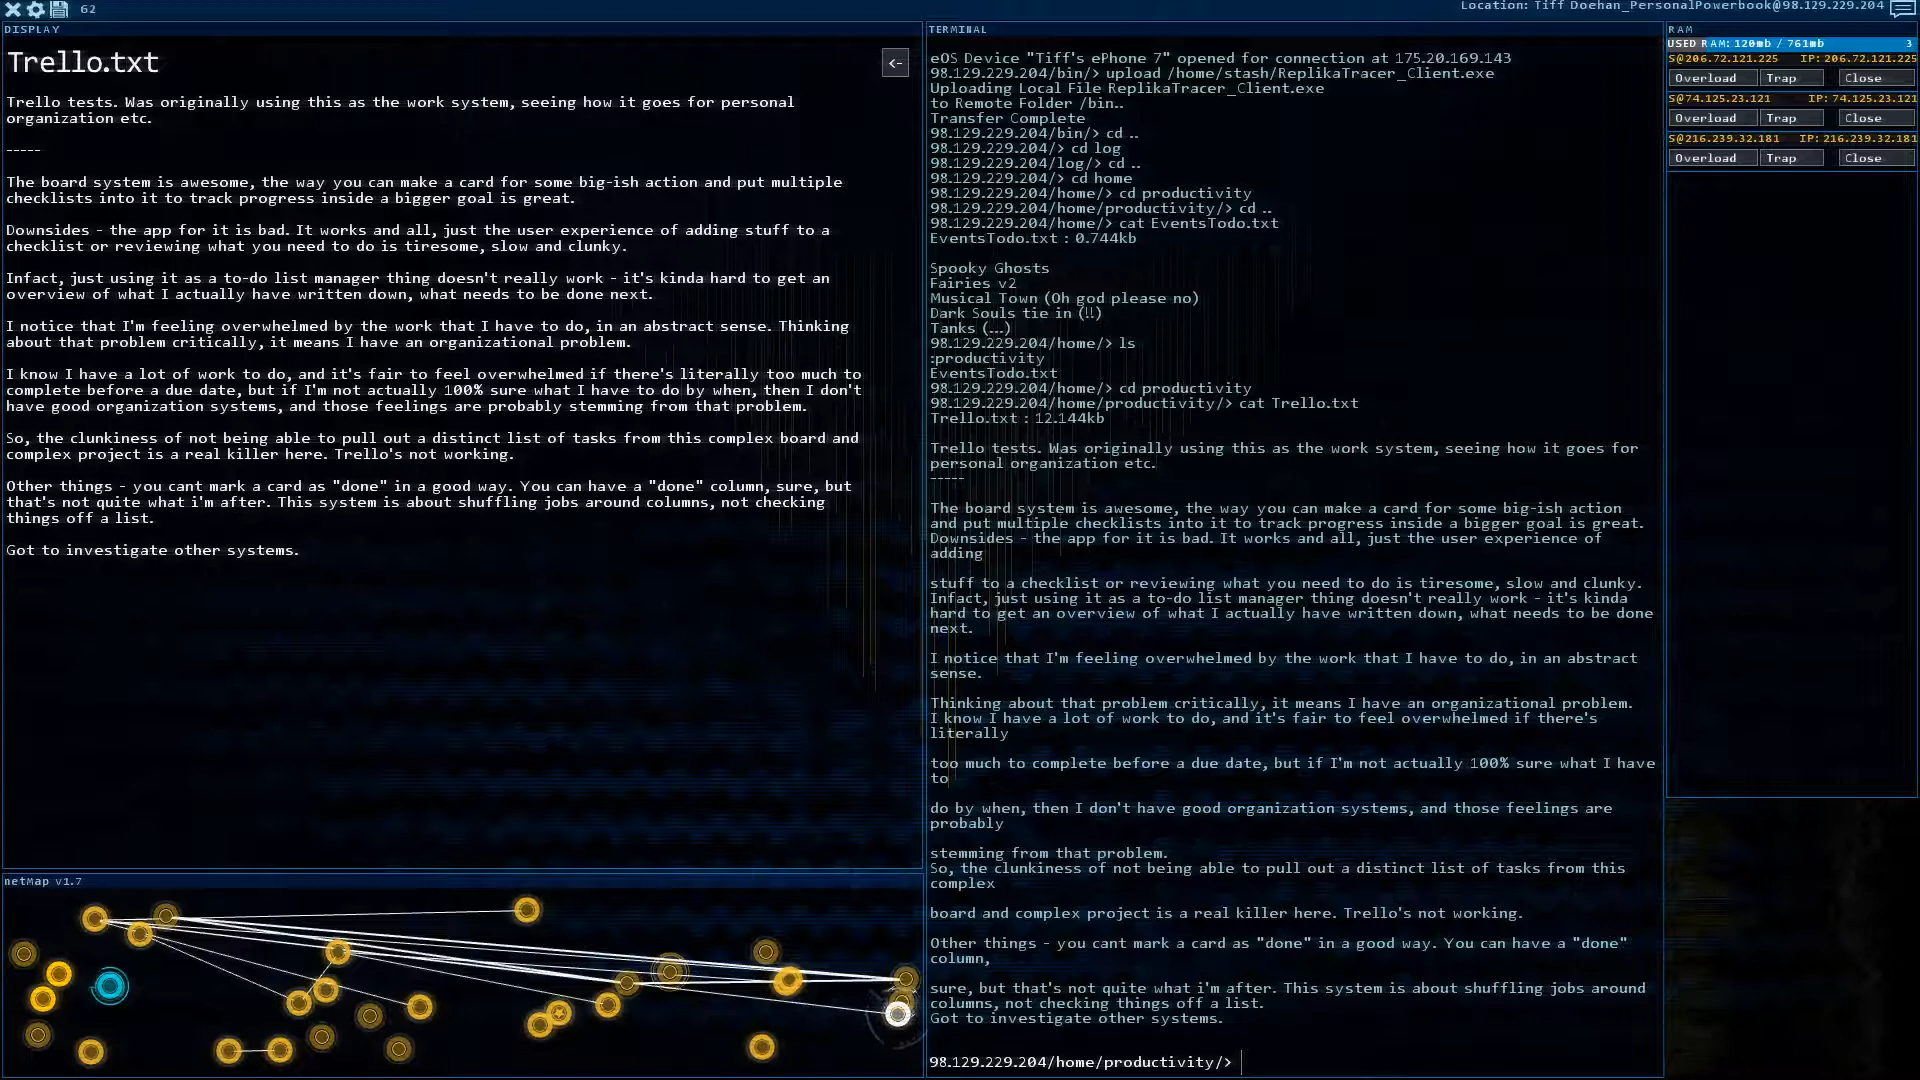 62
Location: Tiff Doehan_PersonalPowerbook@98.129.229.204
DISPLAY
Trello.txt
<-
Trello tests. Was originally using this as the work system, seeing how it goes for personal
organization etc.
-----
The board system is awesome, the way you can make a card for some big-ish action and put multiple
checklists into it to track progress inside a bigger goal is great.
Downsides - the app for it is bad. It works and all, just the user experience of adding stuff to a
checklist or reviewing what you need to do is tiresome, slow and clunky.
Infact, just using it as a to-do list manager thing doesn't really work - it's kinda hard to get an
overview of what I actually have written down, what needs to be done next.
I notice that I'm feeling overwhelmed by the work that I have to do, in an abstract sense. Thinking
about that problem critically, it means I have an organizational problem.
I know I have a lot of work to do, and it's fair to feel overwhelmed if there's literally too much to
complete before a due date, but if I'm not actually 100% sure what I have to do by when, then I don't
have good organization systems, and those feelings are probably stemming from that problem.
So, the clunkiness of not being able to pull out a distinct list of tasks from this complex board and
complex project is a real killer here. Trello's not working.
Other things - you cant mark a card as "done" in a good way. You can have a "done" column, sure, but
that's not quite what i'm after. This system is about shuffling jobs around columns, not checking
things off a list.
Got to investigate other systems.
netMap v1.7
TERMINAL
eOS Device "Tiff's ePhone 7" opened for connection at 175.20.169.143
98.129.229.204/bin/> upload /home/stash/ReplikaTracer_Client.exe
Uploading Local File ReplikaTracer_Client.exe
to Remote Folder /bin..
Transfer Complete
98.129.229.204/bin/> cd ..
98.129.229.204/> cd log
98.129.229.204/log/> cd ..
98.129.229.204/> cd home
98.129.229.204/home/> cd productivity
98.129.229.204/home/productivity/> cd ..
98.129.229.204/home/> cat EventsTodo.txt
EventsTodo.txt : 0.744kb
Spooky Ghosts
Fairies v2
Musical Town (Oh god please no)
Dark Souls tie in (!!)
Tanks (...)
98.129.229.204/home/> ls
:productivity
EventsTodo.txt
98.129.229.204/home/> cd productivity
98.129.229.204/home/productivity/> cat Trello.txt
Trello.txt : 12.144kb
Trello tests. Was originally using this as the work system, seeing how it goes for
personal organization etc.
-----
The board system is awesome, the way you can make a card for some big-ish action
and put multiple checklists into it to track progress inside a bigger goal is great.
Downsides - the app for it is bad. It works and all, just the user experience of
adding
stuff to a checklist or reviewing what you need to do is tiresome, slow and clunky.
Infact, just using it as a to-do list manager thing doesn't really work - it's kinda
hard to get an overview of what I actually have written down, what needs to be done
next.
I notice that I'm feeling overwhelmed by the work that I have to do, in an abstract
sense.
Thinking about that problem critically, it means I have an organizational problem.
I know I have a lot of work to do, and it's fair to feel overwhelmed if there's
literally
too much to complete before a due date, but if I'm not actually 100% sure what I have
to
do by when, then I don't have good organization systems, and those feelings are
probably
stemming from that problem.
So, the clunkiness of not being able to pull out a distinct list of tasks from this
complex
board and complex project is a real killer here. Trello's not working.
Other things - you cant mark a card as "done" in a good way. You can have a "done"
column,
sure, but that's not quite what i'm after. This system is about shuffling jobs around
columns, not checking things off a list.
Got to investigate other systems.
98.129.229.204/home/productivity/>
RAM
USED RAM: 120mb / 761mb 3
S@206.72.121.225 IP: 206.72.121.225
Overload Trap Close
S@74.125.23.121 IP: 74.125.23.121
Overload Trap Close
S@216.239.32.181 IP: 216.239.32.181
Overload Trap Close